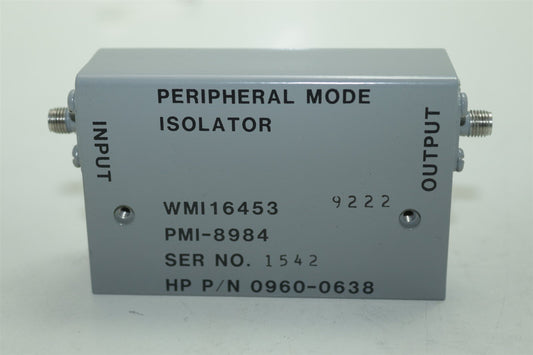 PERIPHERAL MODE
ISOLATOR
INPUT
OUTPUT
WMI16453 9222
PMI-8984
SER NO. 1542
HP P/N 0960-0638